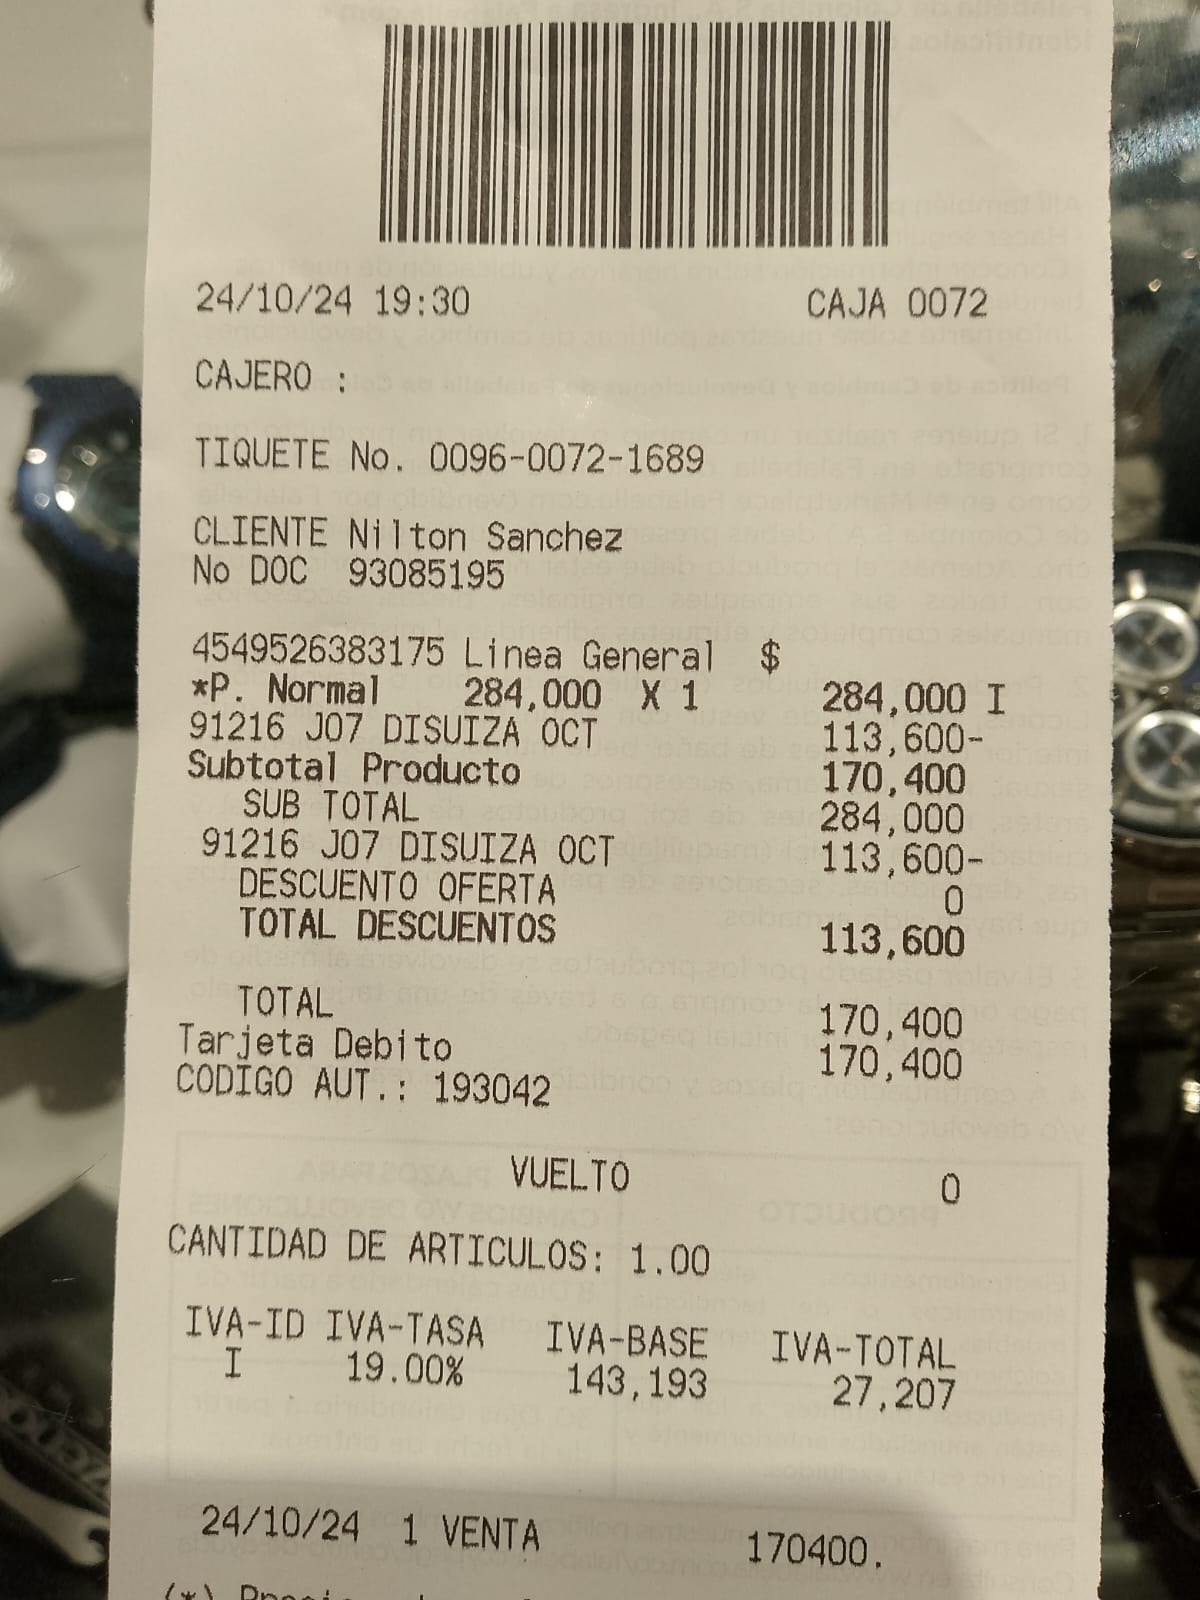 24/10/24 19:30 CAJA 0072
CAJERO :
TIQUETE No. 0096-0072-1689
CLIENTE Nilton Sanchez
No DOC 93085195
4549526383175 Linea General $
*P. Normal 284,000 X 1 284,000 I
91216 J07 DISUIZA OCT 113,600-
Subtotal Producto 170,400
SUB TOTAL 284,000
91216 J07 DISUIZA OCT 113,600-
DESCUENTO OFERTA 0
TOTAL DESCUENTOS 113,600
TOTAL 170,400
Tarjeta Debito 170,400
CODIGO AUT.: 193042
VUELTO 0
CANTIDAD DE ARTICULOS: 1.00
IVA-ID IVA-TASA IVA-BASE IVA-TOTAL
I 19.00% 143,193 27,207
24/10/24 1 VENTA 170400.